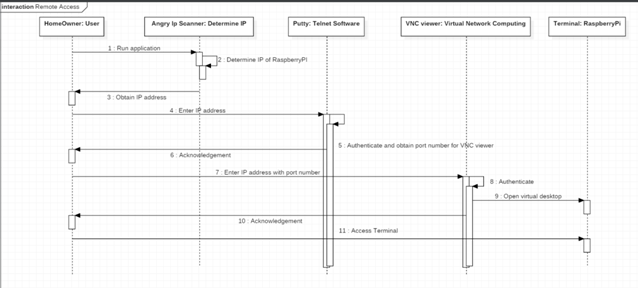 interaction Remote Access
HomeOwner: User
Angry Ip Scanner: Determine IP
Putty: Telnet Software
VNC viewer: Virtual Network Computing
Terminal: RaspberryPi
1 : Run application
2 : Determine IP of RaspberryPI
3 : Obtain IP address
4 : Enter IP address
5 : Authenticate and obtain port number for VNC viewer
6 : Acknowledgement
7 : Enter IP address with port number
8 : Authenticate
9 : Open virtual desktop
10 : Acknowledgement
11 : Access Terminal